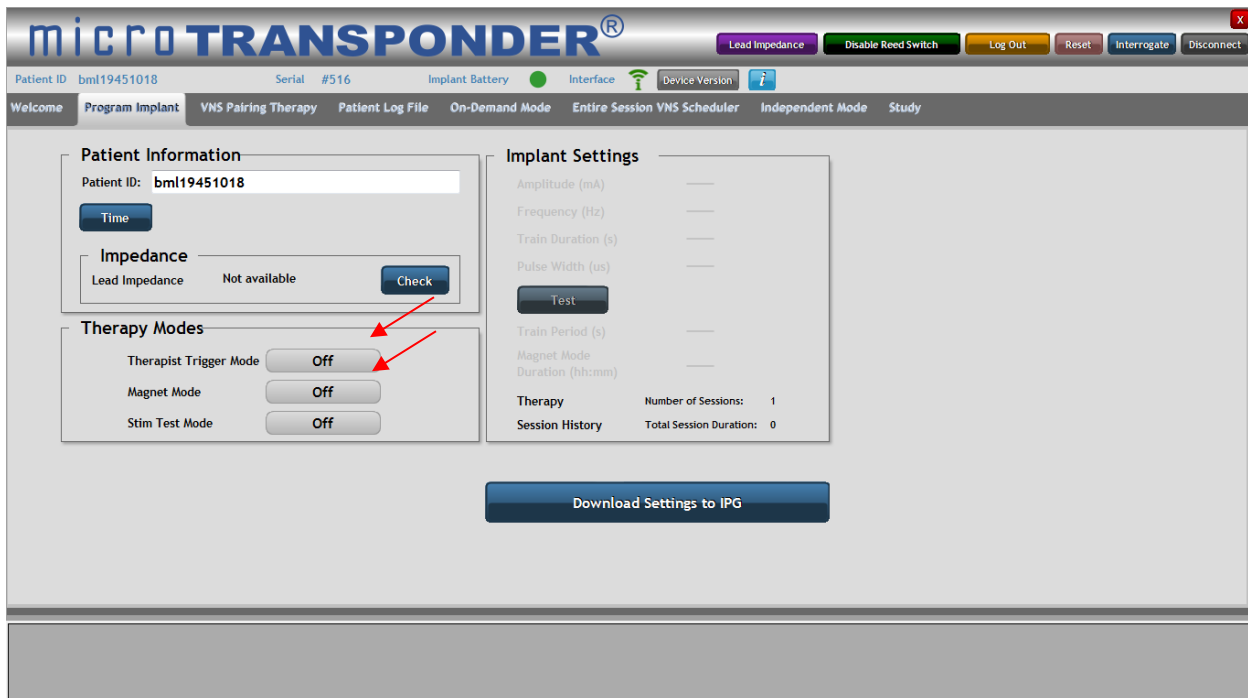 microTRANSPONDER®
X
Lead Impedance Disable Reed Switch Log Out Reset Interrogate Disconnect
Patient ID bml19451018 Serial #516 Implant Battery Interface Device Version i
Welcome Program Implant VNS Pairing Therapy Patient Log File On-Demand Mode Entire Session VNS Scheduler Independent Mode Study
Patient Information
Patient ID: bml19451018
Time
Impedance
Lead Impedance Not available Check
Therapy Modes
Therapist Trigger Mode Off
Magnet Mode Off
Stim Test Mode Off
Implant Settings
Amplitude (mA)
Frequency (Hz)
Train Duration (s)
Pulse Width (us)
Test
Train Period (s)
Magnet Mode
Duration (hh:mm)
Therapy Number of Sessions: 1
Session History Total Session Duration: 0
Download Settings to IPG